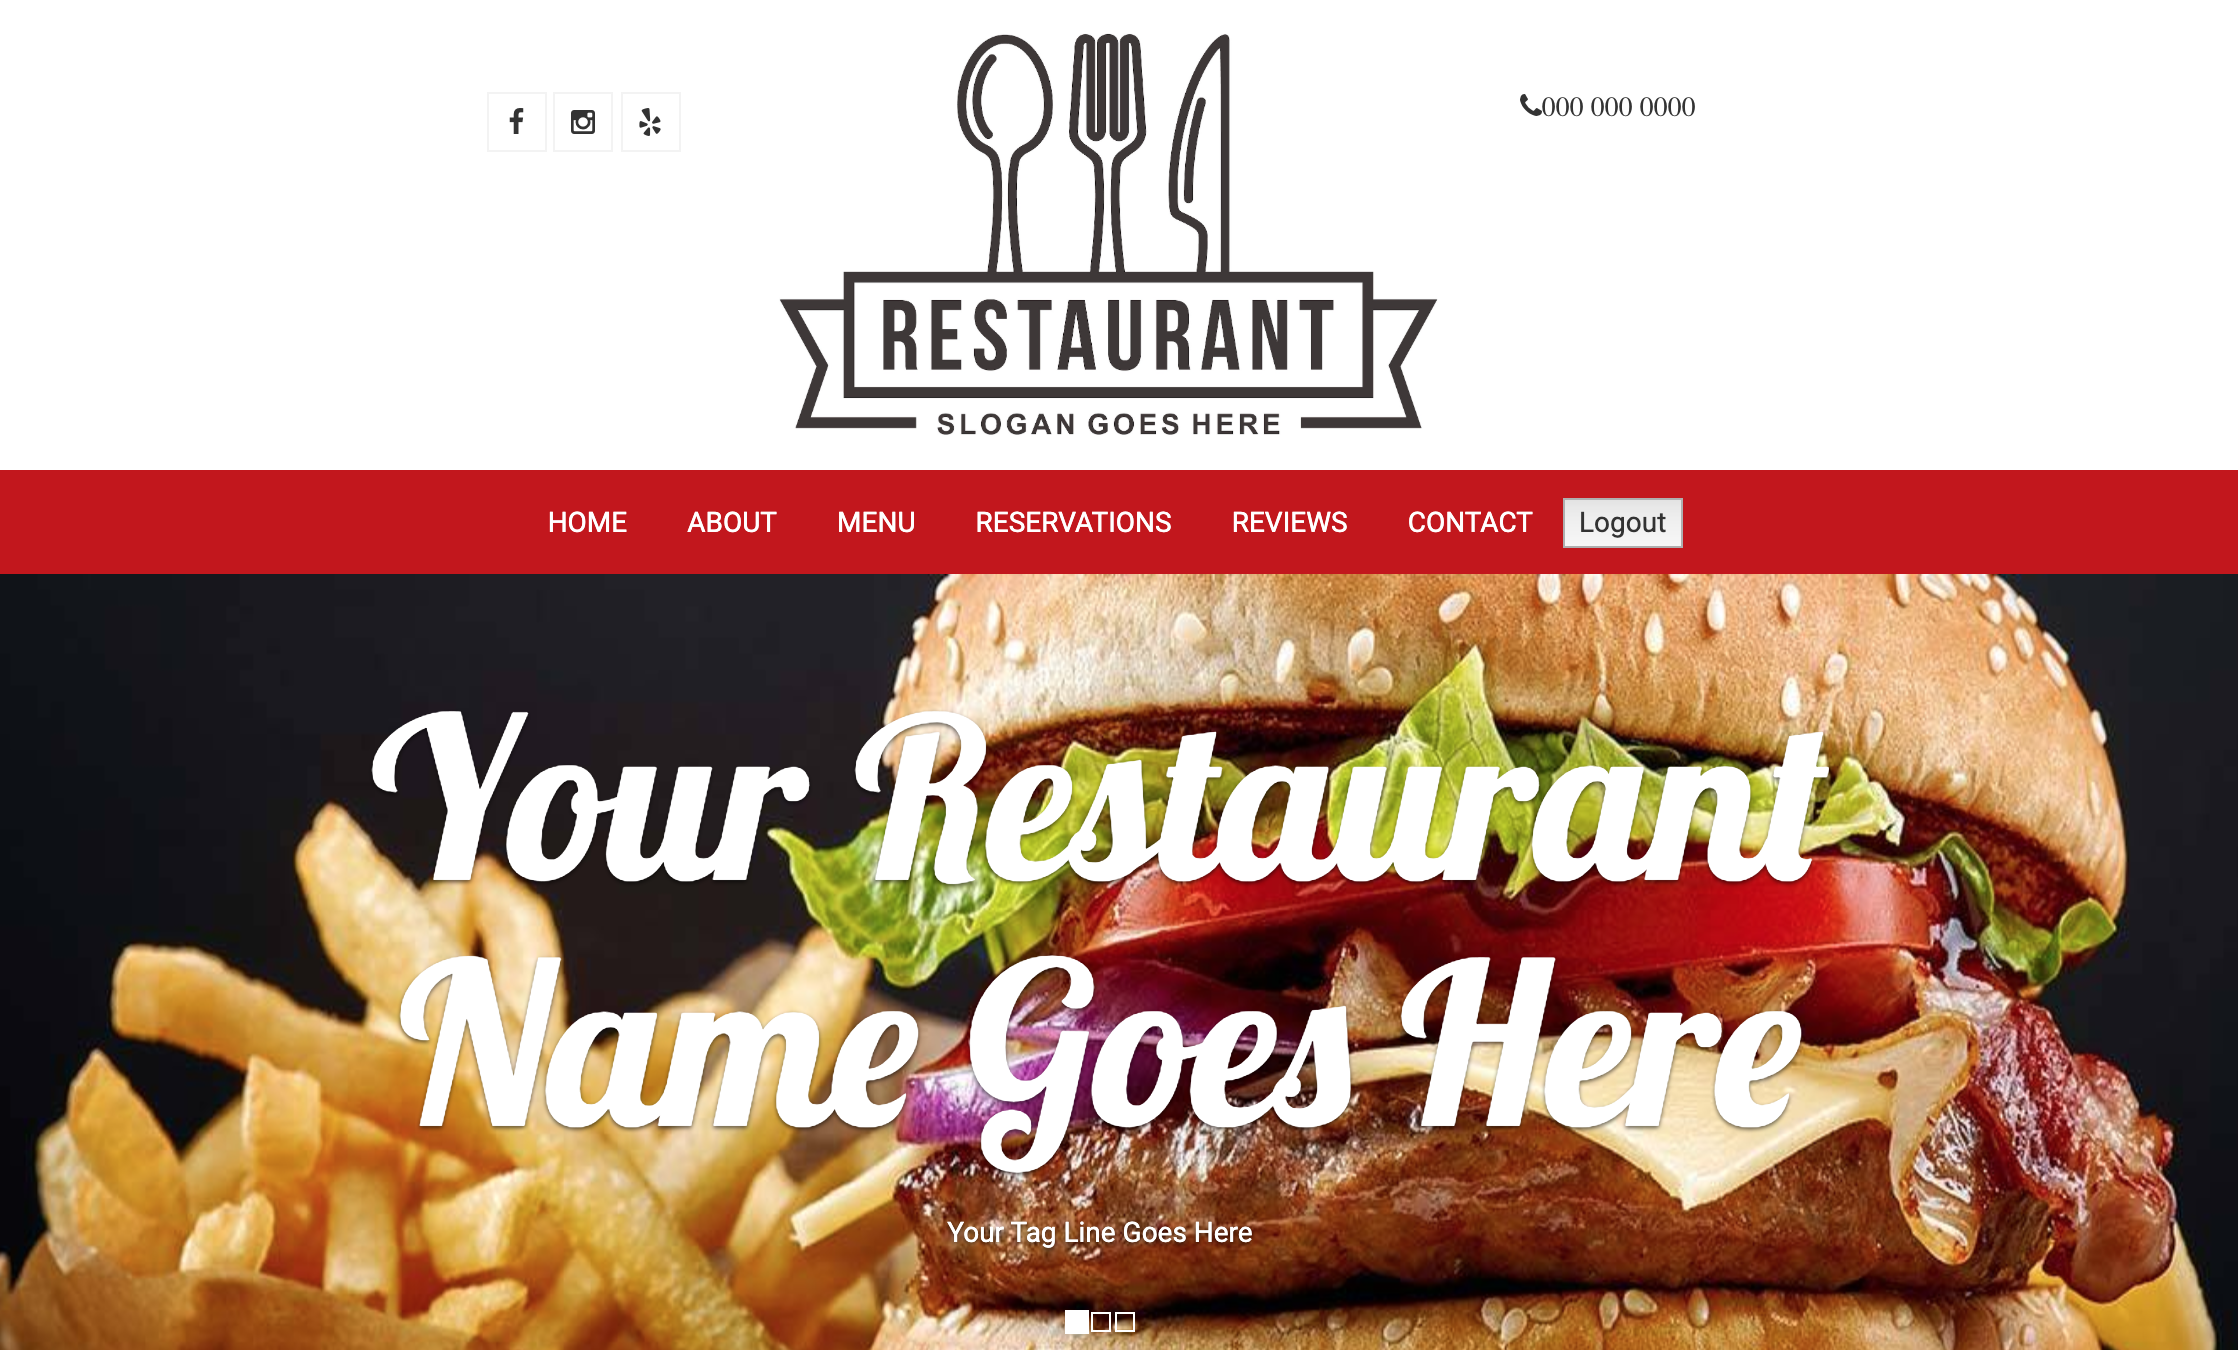 000 000 0000
RESTAURANT
SLOGAN GOES HERE
HOME ABOUT MENU RESERVATIONS REVIEWS CONTACT Logout
Your Restaurant
Name Goes Here
Your Tag Line Goes Here